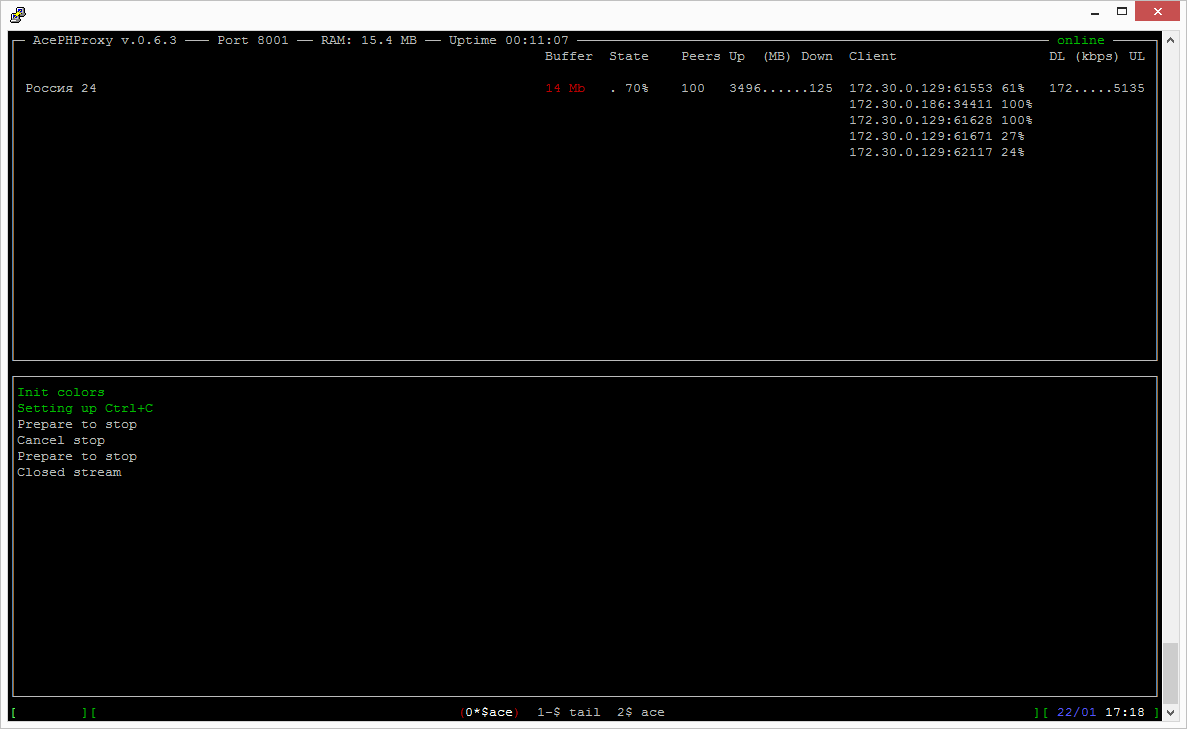 AcePHProxy v.0.6.3 Port 8001 RAM: 15.4 MB Uptime 00:11:07 online
Buffer State Peers Up (MB) Down Client DL (kbps) UL
Россия 24 14 Mb . 70% 100 3496......125 172.30.0.129:61553 61% 172.....5135
172.30.0.186:34411 100%
172.30.0.129:61628 100%
172.30.0.129:61671 27%
172.30.0.129:62117 24%
Init colors
Setting up Ctrl+C
Prepare to stop
Cancel stop
Prepare to stop
Closed stream
[ ][ (0*$ace) 1-$ tail 2$ ace ][ 22/01 17:18 ]